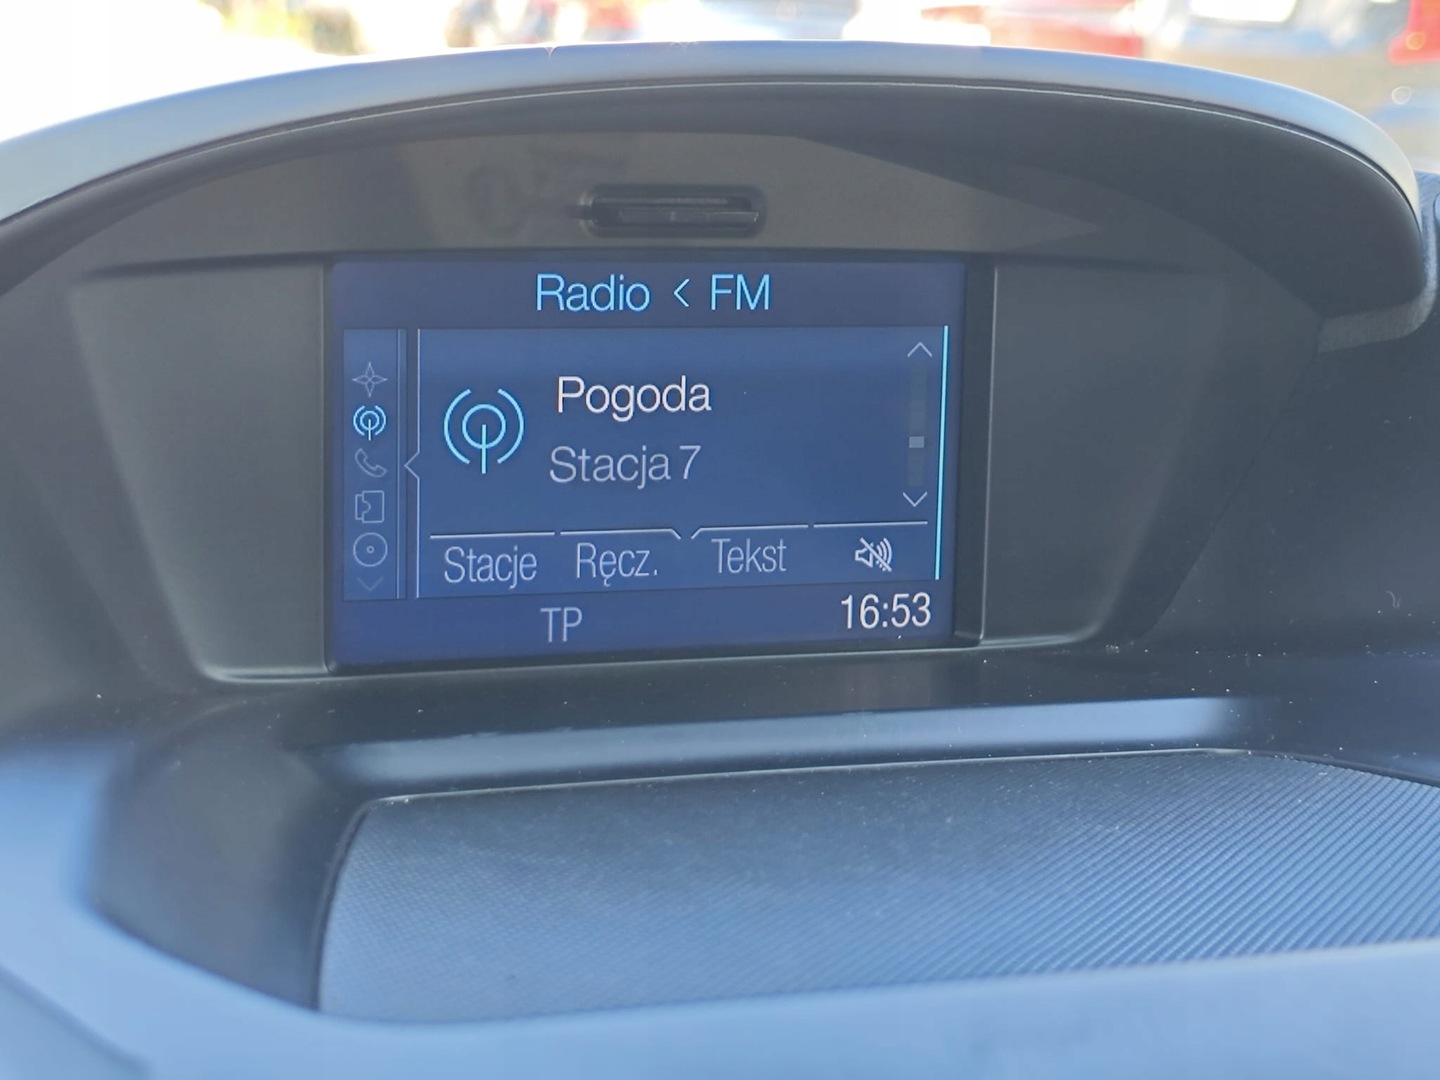 Radio < FM
Pogoda
Stacja 7
Stacje Ręcz. Tekst
TP 16:53